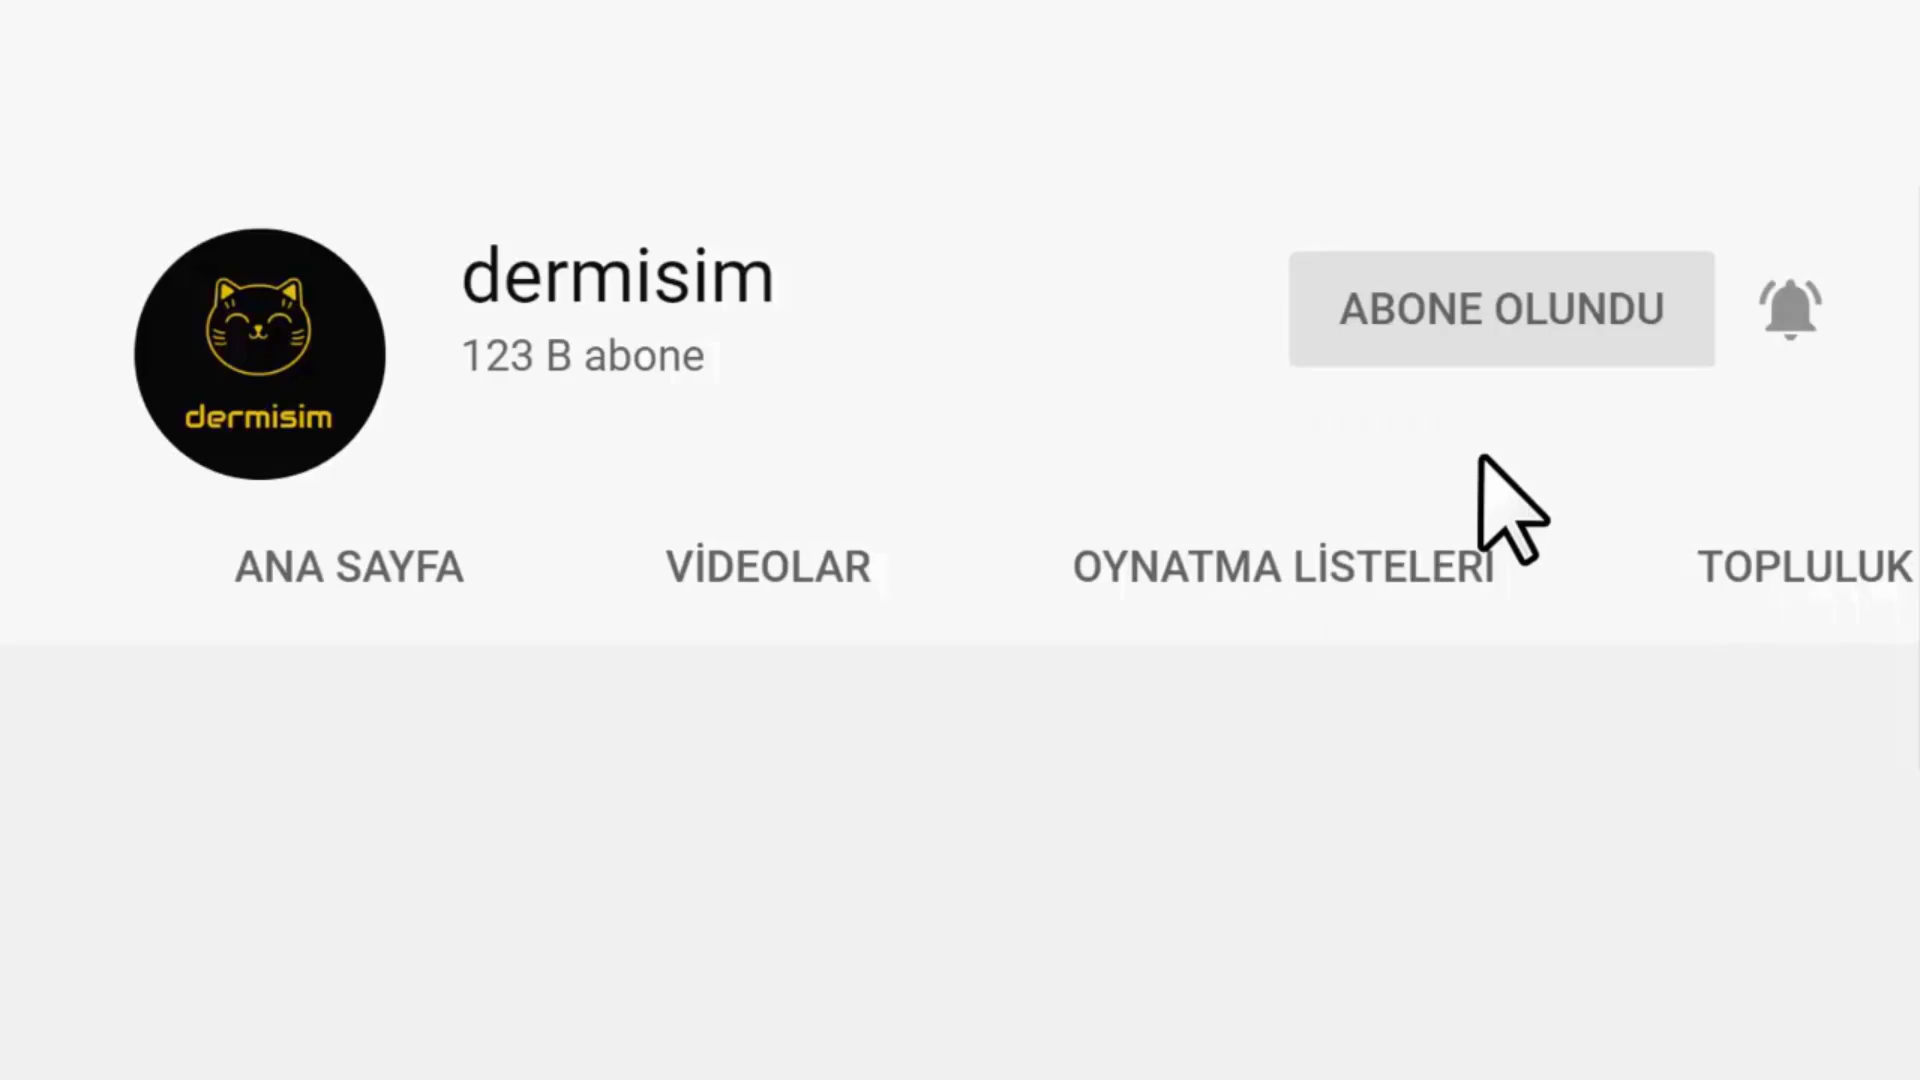 dermisim
123 B abone
dermisim
ABONE OLUNDU
ANA SAYFA
VİDEOLAR
OYNATMA LİSTELERİ
TOPLULUK